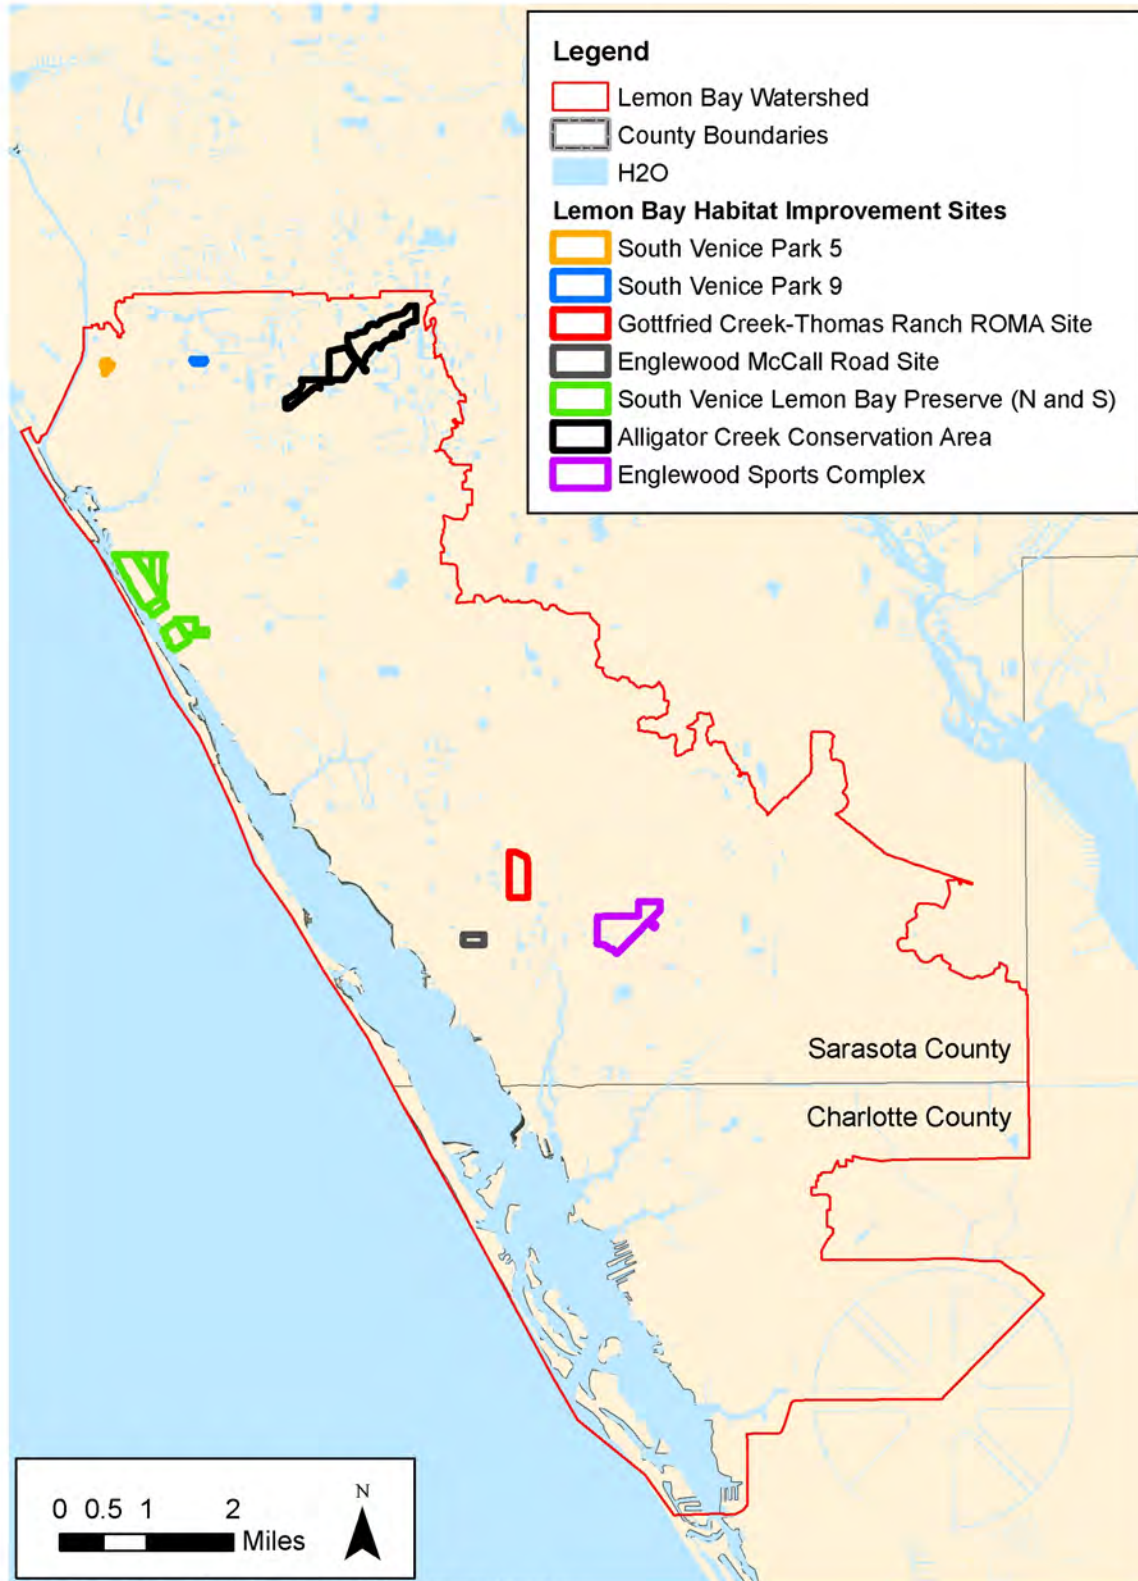 Legend
Lemon Bay Watershed
County Boundaries
H2O
Lemon Bay Habitat Improvement Sites
South Venice Park 5
South Venice Park 9
Gottfried Creek-Thomas Ranch ROMA Site
Englewood McCall Road Site
South Venice Lemon Bay Preserve (N and S)
Alligator Creek Conservation Area
Englewood Sports Complex
Sarasota County
Charlotte County
0 0.5 1 2
Miles
N